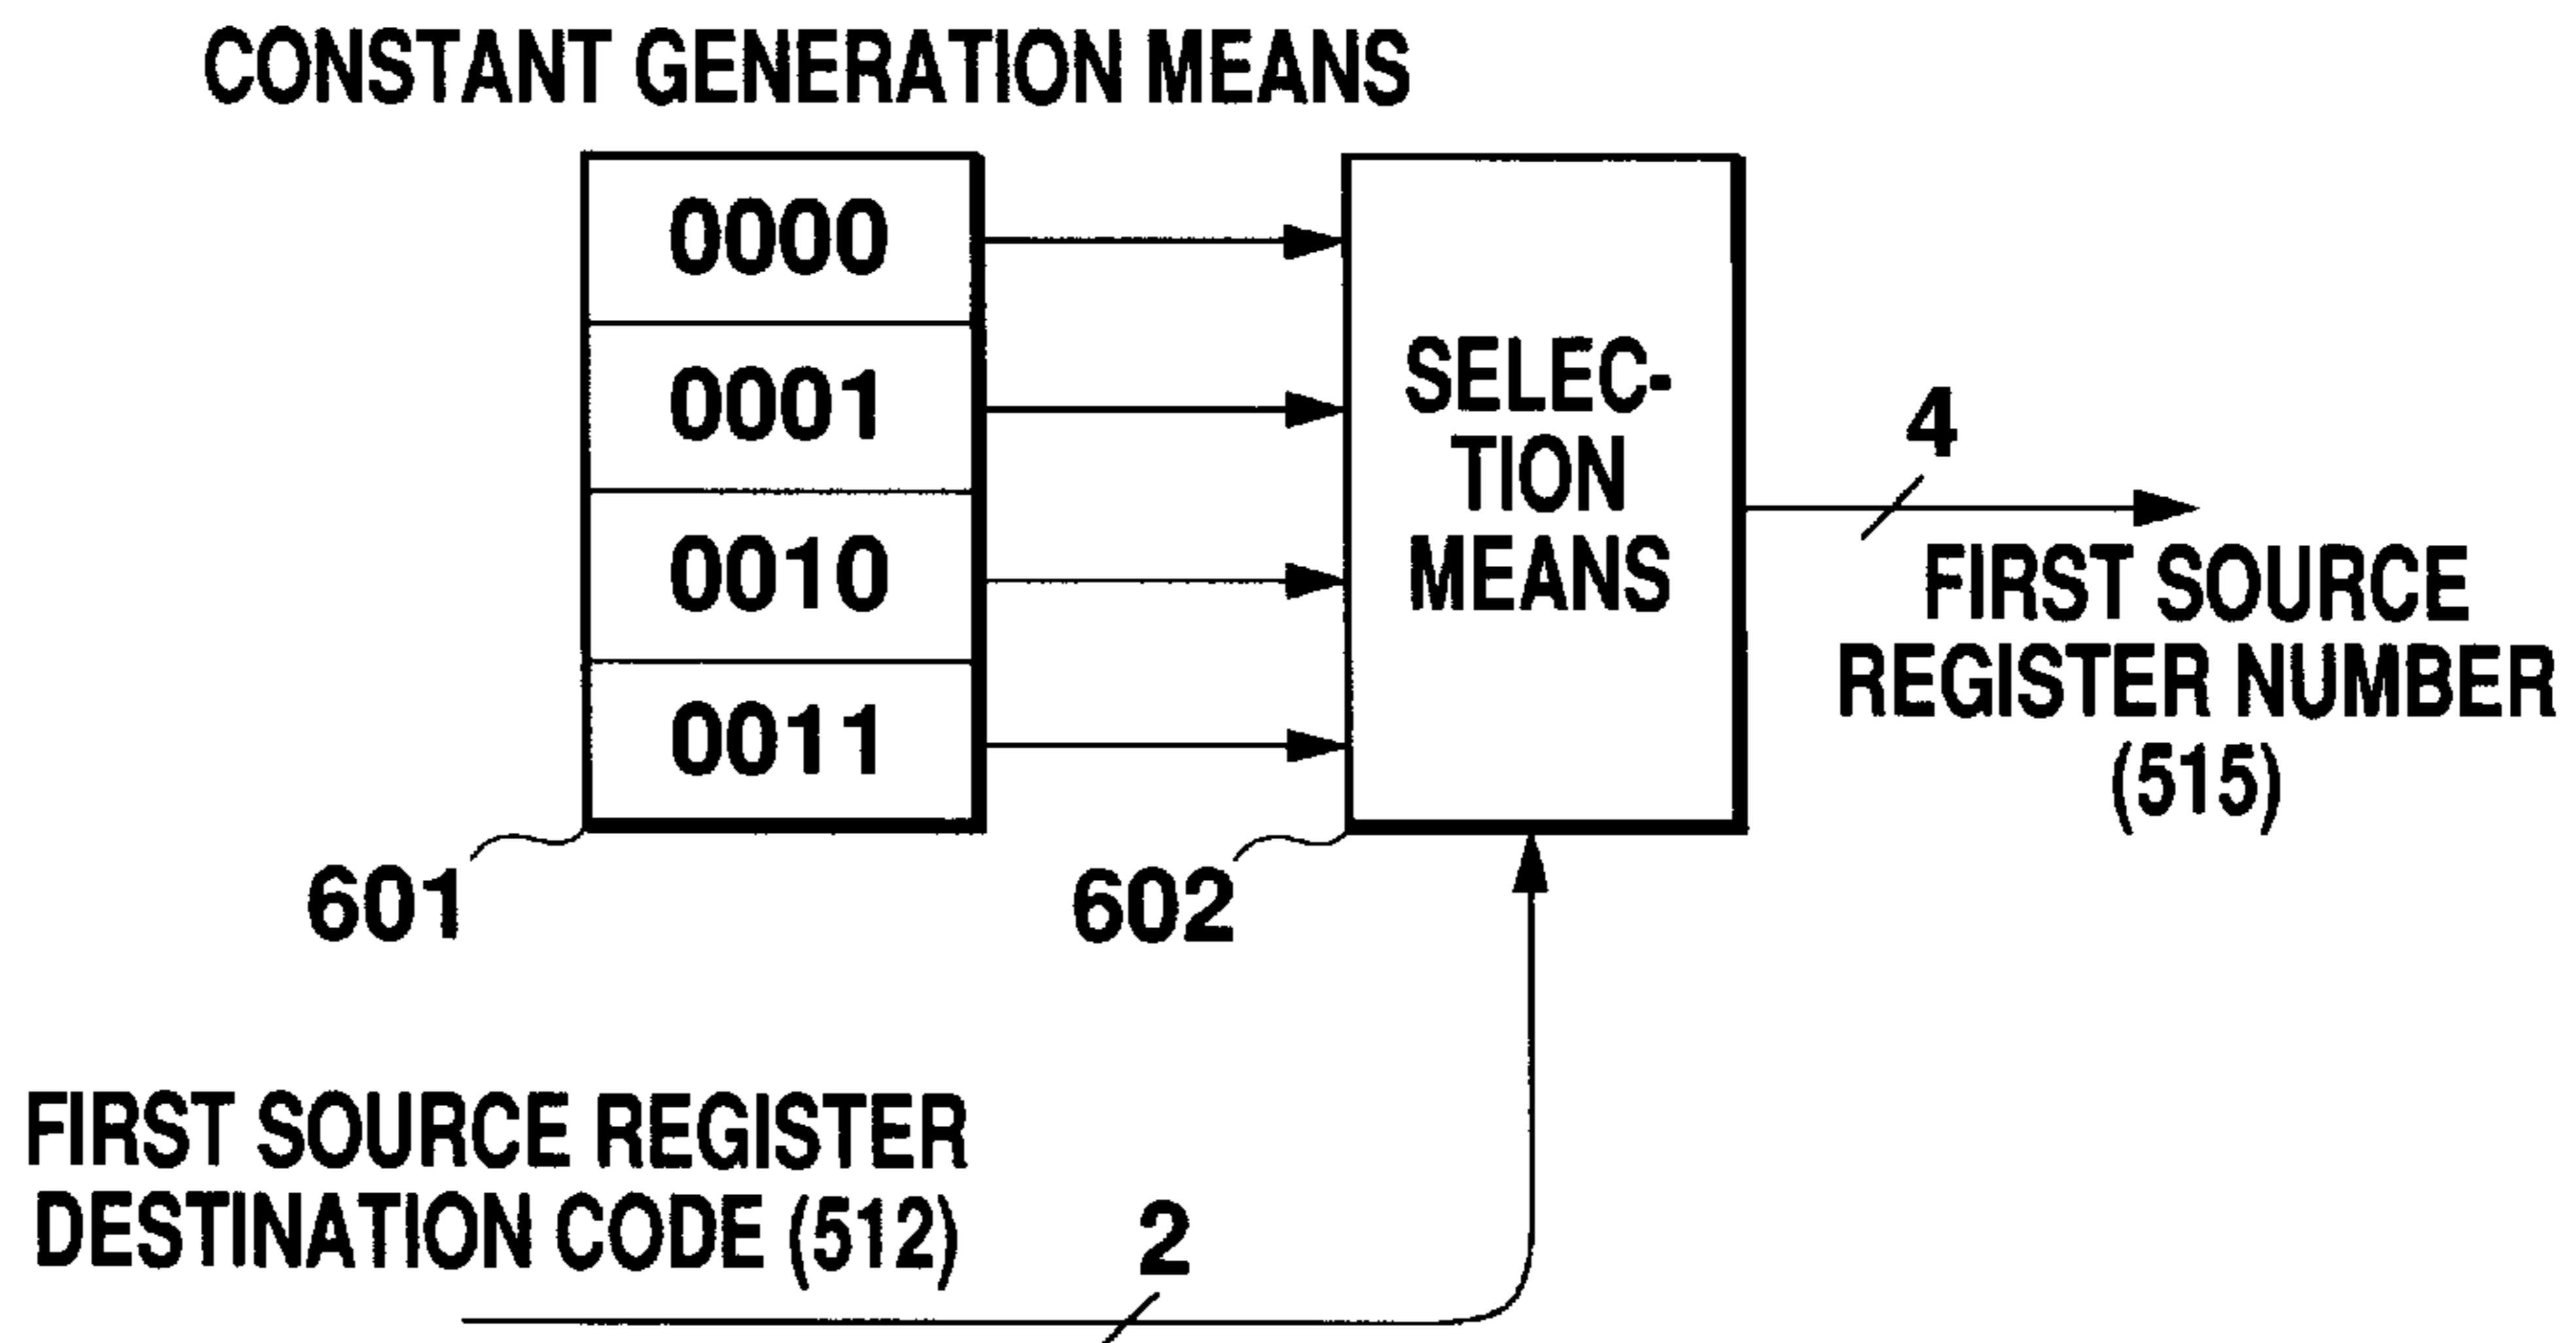 CONSTANT GENERATION MEANS
0000
0001
0010
0011
SELEC-
TION
MEANS
4
FIRST SOURCE
REGISTER NUMBER
(515)
601
602
FIRST SOURCE REGISTER
DESTINATION CODE (512)
2